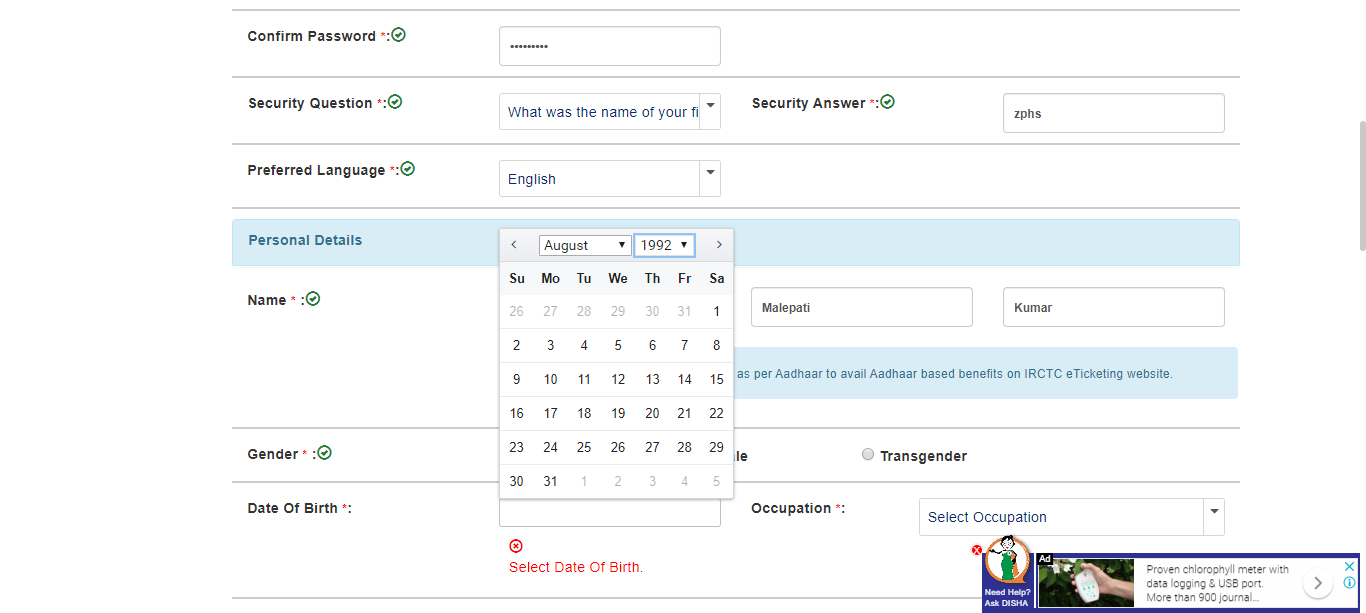 Confirm Password *:
•••••••••
Security Question *:
What was the name of your fi
Security Answer *:
zphs
Preferred Language *:
English
Personal Details
August 1992
Su Mo Tu We Th Fr Sa
26 27 28 29 30 31 1
2 3 4 5 6 7 8
9 10 11 12 13 14 15
16 17 18 19 20 21 22
23 24 25 26 27 28 29
30 31 1 2 3 4 5
Name * :
Malepati
Kumar
as per Aadhaar to avail Aadhaar based benefits on IRCTC eTicketing website.
Gender * :
le
Transgender
Date Of Birth *:
Select Date Of Birth.
Occupation *:
Select Occupation
Need Help?
Ask DISHA
Ad
Proven chlorophyll meter with
data logging & USB port.
More than 900 journal...